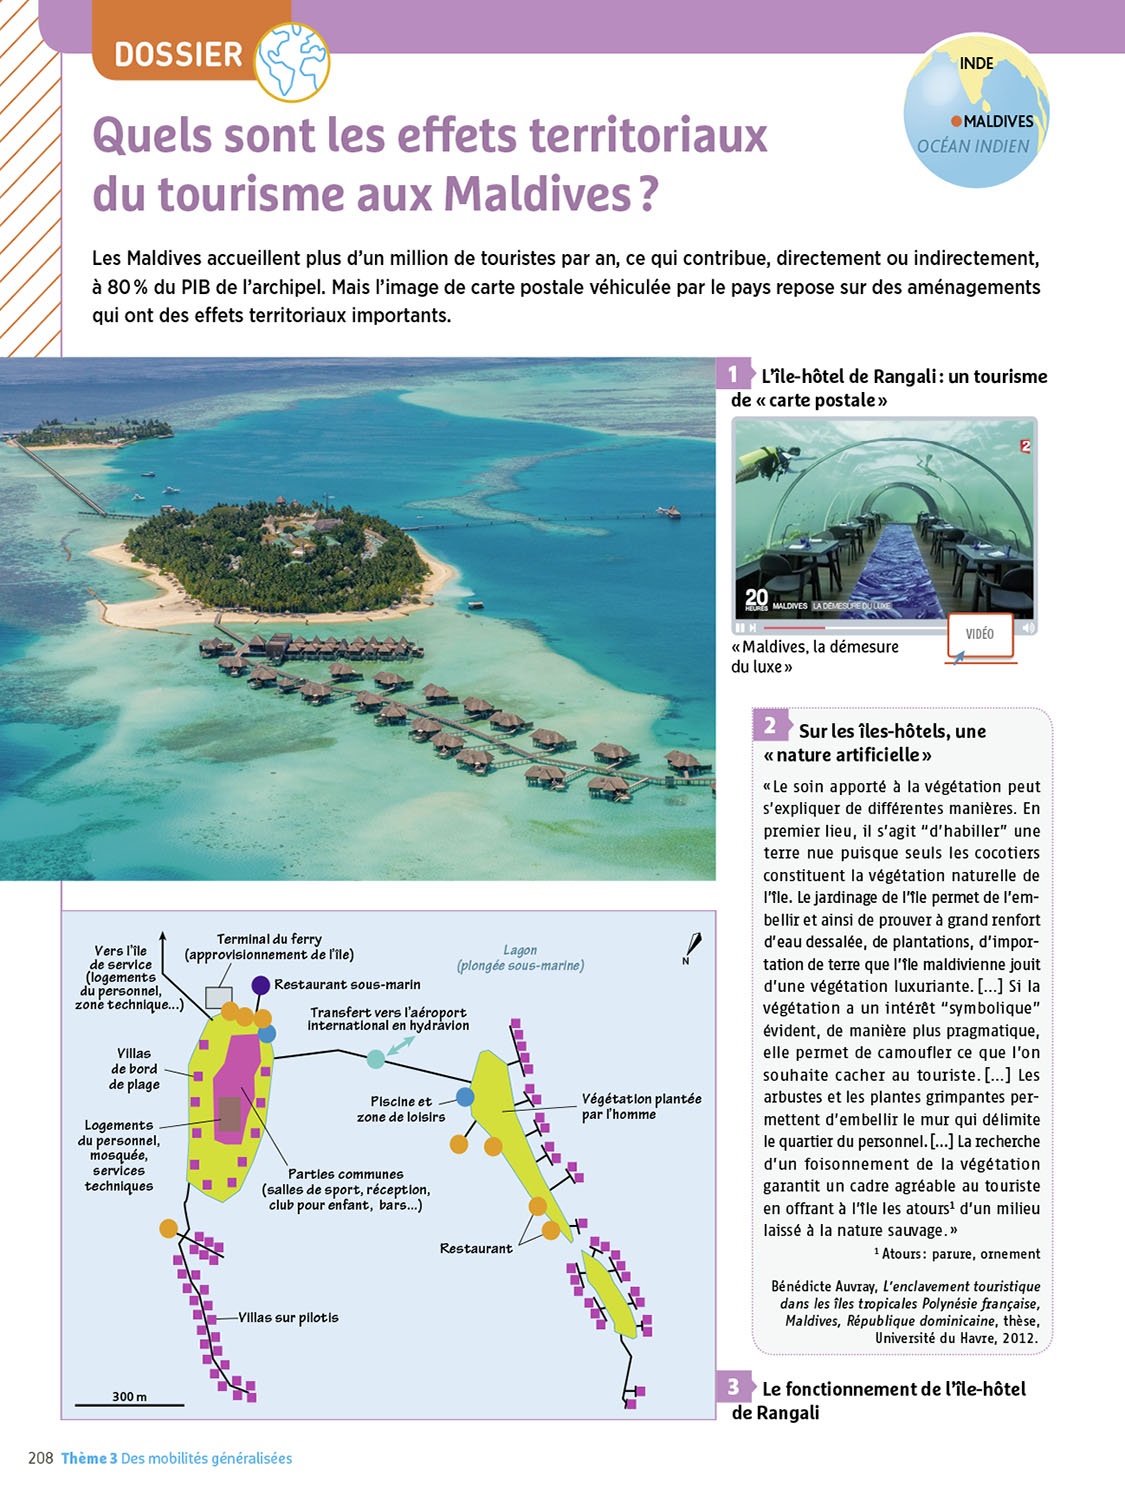 DOSSIER
INDE
MALDIVES
OCÉAN INDIEN
Quels sont les effets territoriaux
du tourisme aux Maldives ?
Les Maldives accueillent plus d’un million de touristes par an, ce qui contribue, directement ou indirectement,
à 80 % du PIB de l’archipel. Mais l’image de carte postale véhiculée par le pays repose sur des aménagements
qui ont des effets territoriaux importants.
1 L’île-hôtel de Rangali : un tourisme
de « carte postale »
2
20
HEURES MALDIVES LA DÉMESURE DU LUXE
VIDÉO
« Maldives, la démesure
du luxe »
2 Sur les îles-hôtels, une
« nature artificielle »
« Le soin apporté à la végétation peut
s’expliquer de différentes manières. En
premier lieu, il s’agit “d’habiller” une
terre nue puisque seuls les cocotiers
constituent la végétation naturelle de
l’île. Le jardinage de l’île permet de l’em-
bellir et ainsi de prouver à grand renfort
d’eau dessalée, de plantations, d’impor-
tation de terre que l’île maldivienne jouit
d’une végétation luxuriante. […] Si la
végétation a un intérêt “symbolique”
évident, de manière plus pragmatique,
elle permet de camoufler ce que l’on
souhaite cacher au touriste. […] Les
arbustes et les plantes grimpantes per-
mettent d’embellir le mur qui délimite
le quartier du personnel. […] La recherche
d’un foisonnement de la végétation
garantit un cadre agréable au touriste
en offrant à l’île les atours¹ d’un milieu
laissé à la nature sauvage. »
¹ Atours : parure, ornement
Bénédicte Auvray, L’enclavement touristique
dans les îles tropicales Polynésie française,
Maldives, République dominicaine, thèse,
Université du Havre, 2012.
Vers l’île
de service
(logements
du personnel,
zone technique...)
Terminal du ferry
(approvisionnement de l’île)
Restaurant sous-marin
Lagon
(plongée sous-marine)
N
Transfert vers l’aéroport
international en hydravion
Villas
de bord
de plage
Piscine et
zone de loisirs
Végétation plantée
par l’homme
Logements
du personnel,
mosquée,
services
techniques
Parties communes
(salles de sport, réception,
club pour enfant, bars...)
Restaurant
Villas sur pilotis
300 m
3 Le fonctionnement de l’île-hôtel
de Rangali
208 Thème 3 Des mobilités généralisées